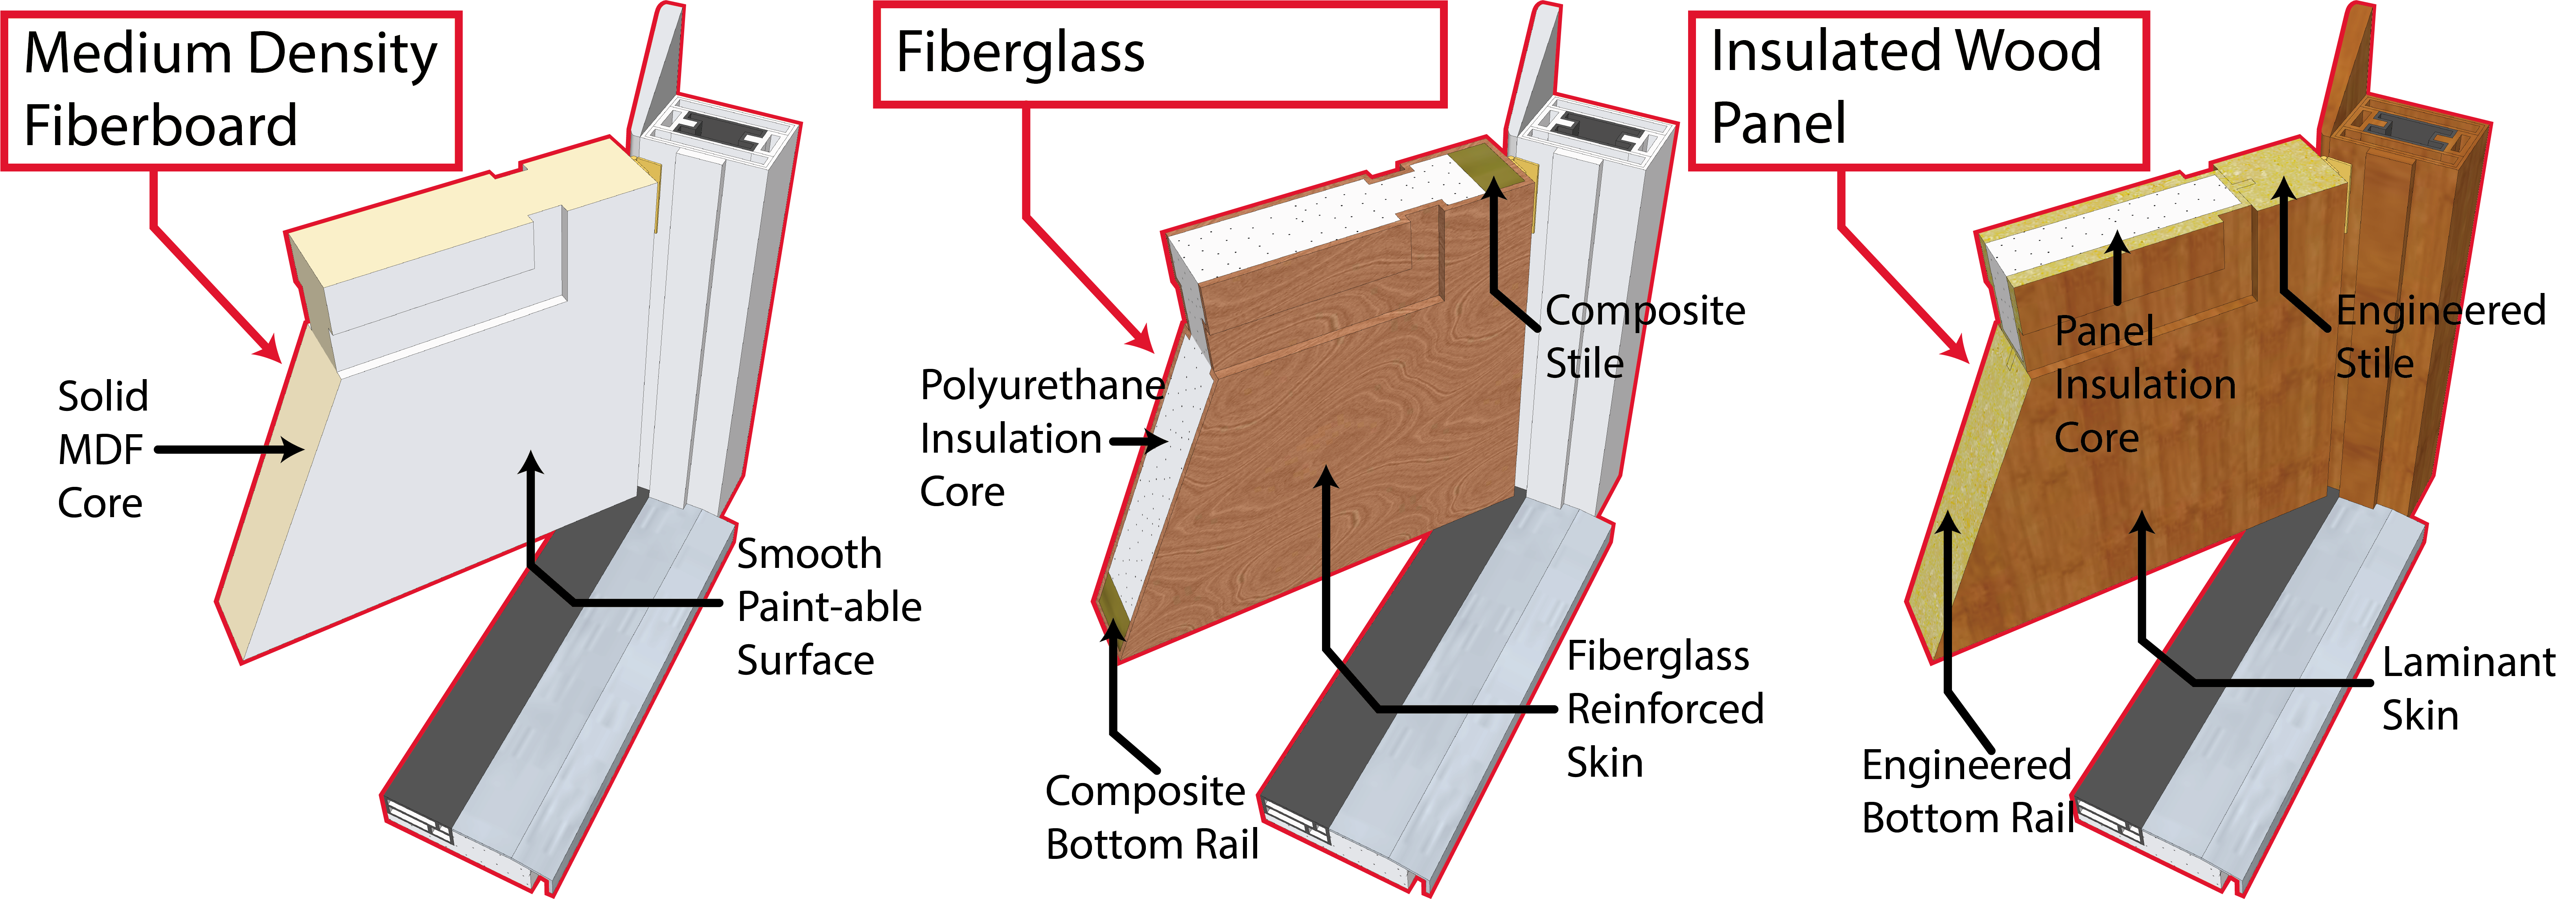 Medium Density
Fiberboard
Solid
MDF
Core
Smooth
Paint-able
Surface
Fiberglass
Composite
Stile
Polyurethane
Insulation
Core
Fiberglass
Reinforced
Skin
Composite
Bottom Rail
Insulated Wood
Panel
Engineered
Stile
Panel
Insulation
Core
Laminant
Skin
Engineered
Bottom Rail